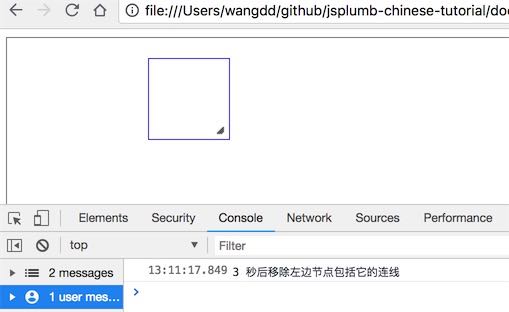 file:///Users/wangdd/github/jsplumb-chinese-tutorial/doc
Elements Security Console Network Sources Performance
top Filter
2 messages 13:11:17.849 3 秒后移除左边节点包括它的连线
1 user mes...